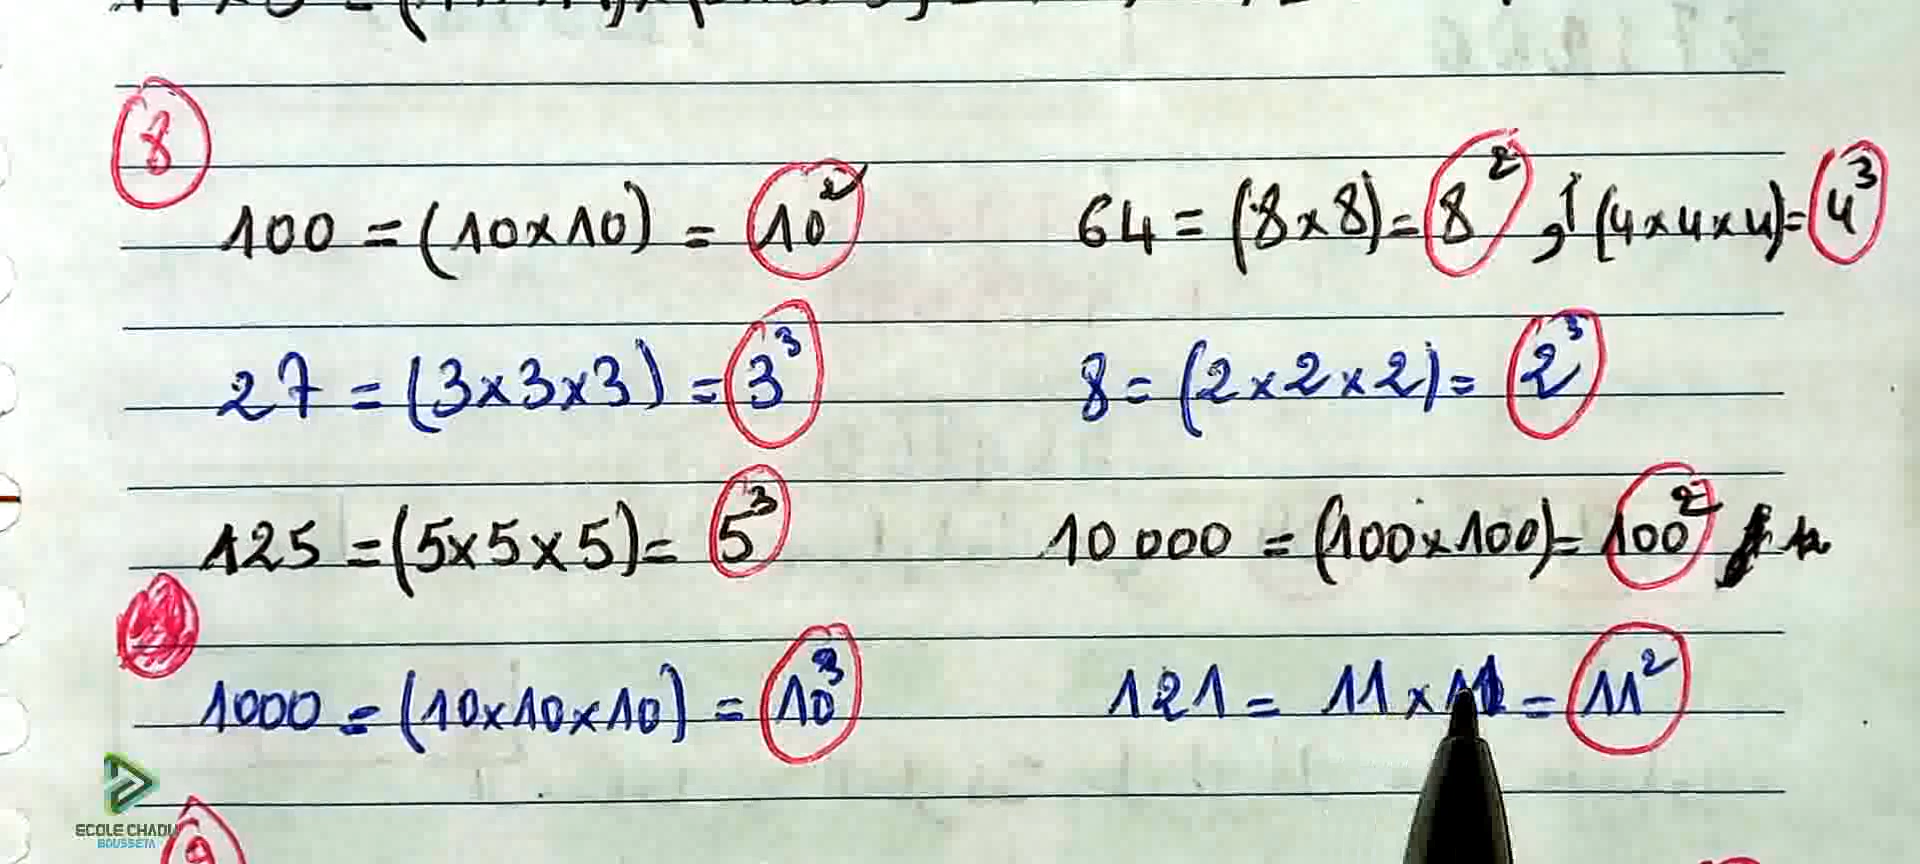 8
100 = (10×10) = 10² 64 = (8×8) = 8² , أ (4×4×4) = 4³
27 = (3×3×3) = 3³ 8 = (2×2×2) = 2³
125 = (5×5×5) = 5³ 10 000 = (100×100) = 100²
1000 = (10×10×10) = 10³ 121 = 11×11 = 11²
ECOLE CHADLI
BOUSSETA
9